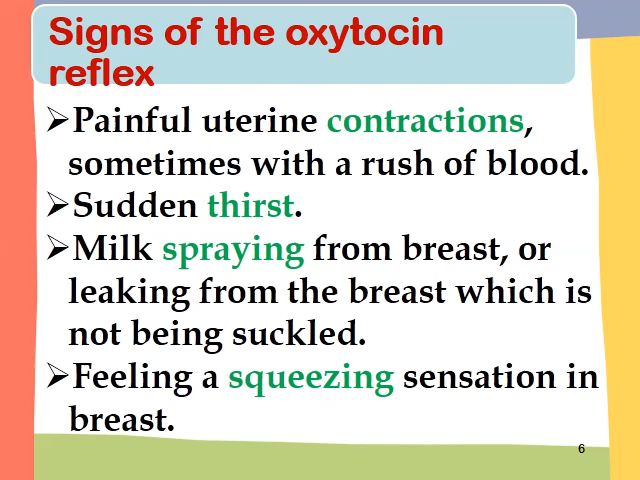 Signs of the oxytocin
reflex
➢Painful uterine contractions,
sometimes with a rush of blood.
➢Sudden thirst.
➢Milk spraying from breast, or
leaking from the breast which is
not being suckled.
➢Feeling a squeezing sensation in
breast.
6